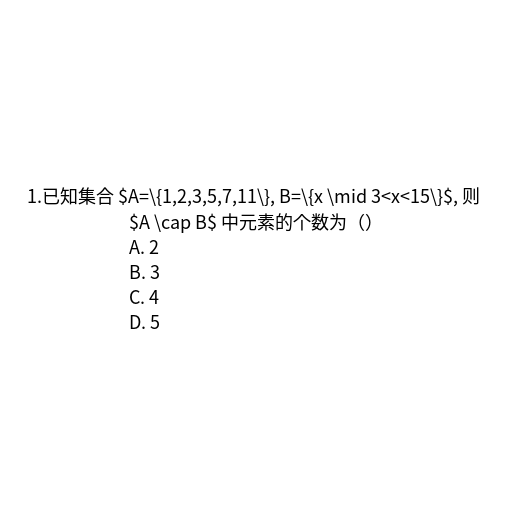 1.已知集合 $A=\{1,2,3,5,7,11\}, B=\{x \mid 3<x<15\}$, 则
$A \cap B$ 中元素的个数为（）
A. 2
B. 3
C. 4
D. 5